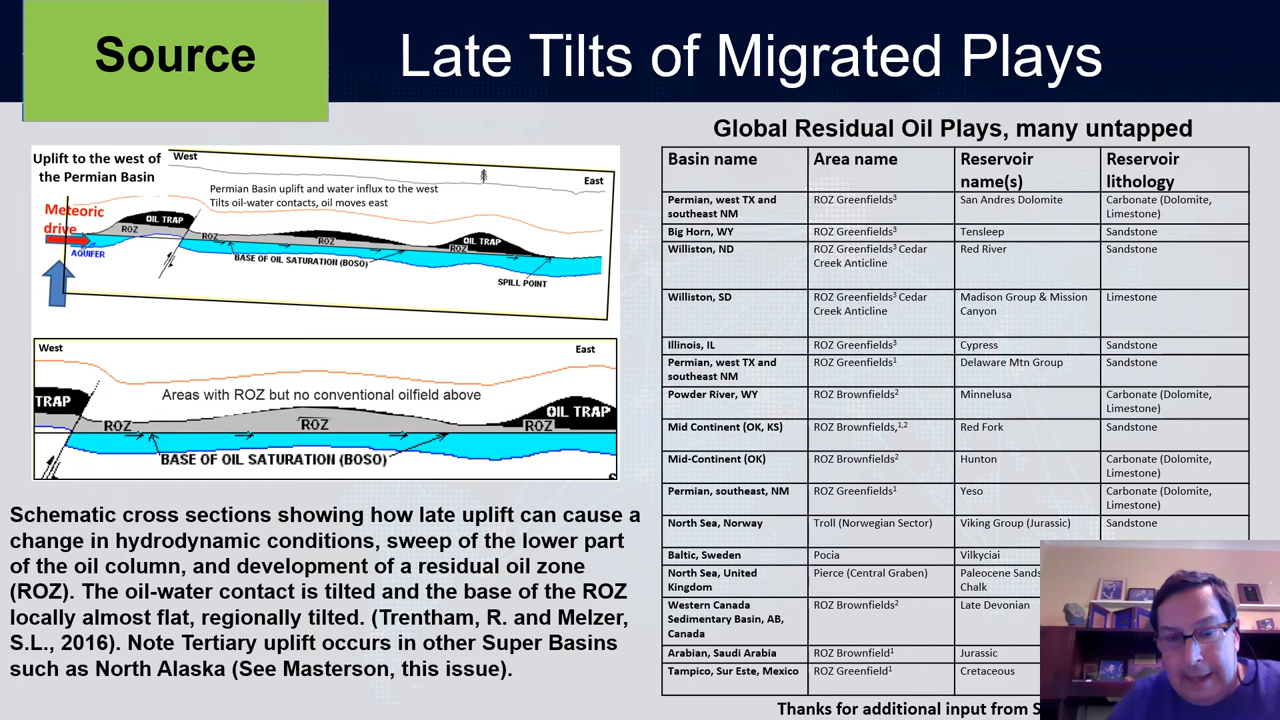 Source
Late Tilts of Migrated Plays
Uplift to the west of
the Permian Basin
West
East
Permian Basin uplift and water influx to the west
Tilts oil-water contacts, oil moves east
Meteoric
drive
AQUIFER
OIL TRAP
ROZ
ROZ
ROZ
BASE OF OIL SATURATION (BOSO)
OIL TRAP
ROZ
SPILL POINT
West
East
Areas with ROZ but no conventional oilfield above
TRAP
ROZ
ROZ
OIL TRAP
ROZ
BASE OF OIL SATURATION (BOSO)
S
Schematic cross sections showing how late uplift can cause a
change in hydrodynamic conditions, sweep of the lower part
of the oil column, and development of a residual oil zone
(ROZ). The oil-water contact is tilted and the base of the ROZ
locally almost flat, regionally tilted. (Trentham, R. and Melzer,
S.L., 2016). Note Tertiary uplift occurs in other Super Basins
such as North Alaska (See Masterson, this issue).
Global Residual Oil Plays, many untapped
Basin name Area name Reservoir name(s) Reservoir lithology
Permian, west TX and southeast NM ROZ Greenfields³ San Andres Dolomite Carbonate (Dolomite, Limestone)
Big Horn, WY ROZ Greenfields³ Tensleep Sandstone
Williston, ND ROZ Greenfields³ Cedar Creek Anticline Red River Sandstone
Williston, SD ROZ Greenfields³ Cedar Creek Anticline Madison Group & Mission Canyon Limestone
Illinois, IL ROZ Greenfields³ Cypress Sandstone
Permian, west TX and southeast NM ROZ Greenfields¹ Delaware Mtn Group Sandstone
Powder River, WY ROZ Brownfields² Minnelusa Carbonate (Dolomite, Limestone)
Mid Continent (OK, KS) ROZ Brownfields,¹,² Red Fork Sandstone
Mid-Continent (OK) ROZ Brownfields² Hunton Carbonate (Dolomite, Limestone)
Permian, southeast, NM ROZ Greenfields¹ Yeso Carbonate (Dolomite, Limestone)
North Sea, Norway Troll (Norwegian Sector) Viking Group (Jurassic) Sandstone
Baltic, Sweden Pocia Vilkyciai
North Sea, United Kingdom Pierce (Central Graben) Paleocene Sands Chalk
Western Canada Sedimentary Basin, AB, Canada ROZ Brownfields² Late Devonian
Arabian, Saudi Arabia ROZ Brownfield¹ Jurassic
Tampico, Sur Este, Mexico ROZ Greenfield¹ Cretaceous
Thanks for additional input from S